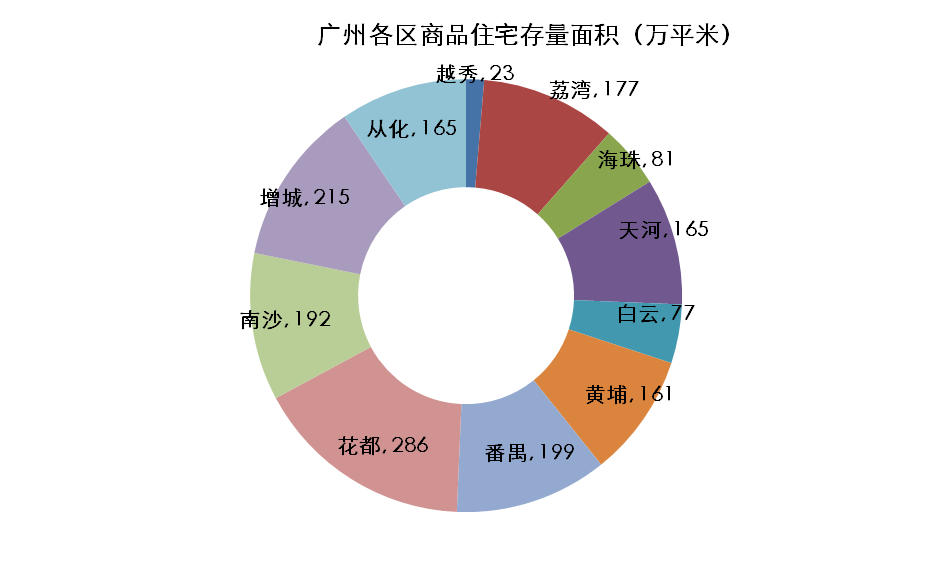 广州各区商品住宅存量面积（万平米）
越秀, 23
荔湾, 177
海珠, 81
天河, 165
白云, 77
黄埔, 161
番禺, 199
花都, 286
南沙, 192
增城, 215
从化, 165